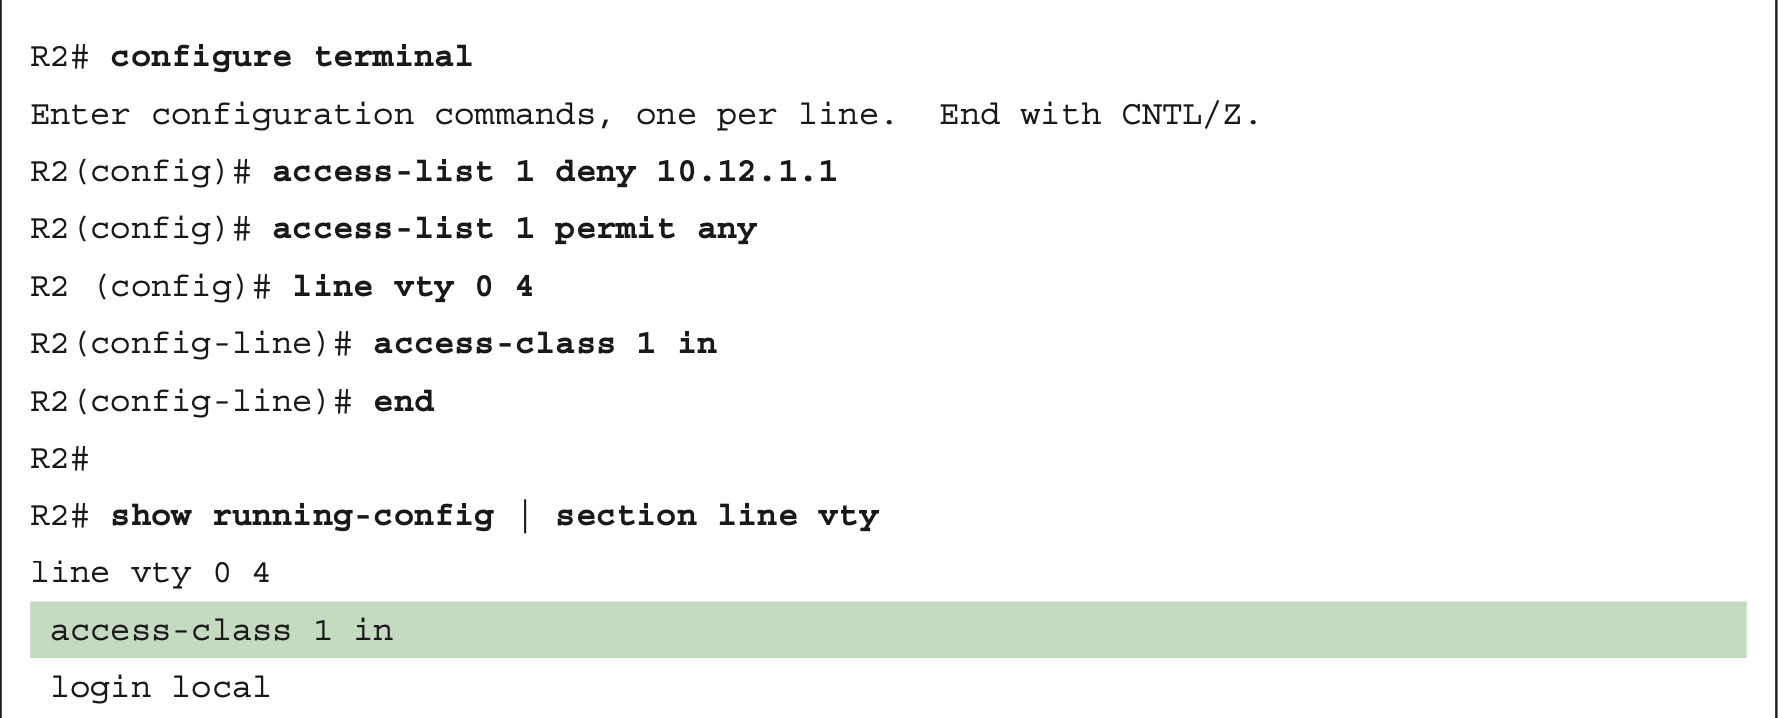 R2# configure terminal
Enter configuration commands, one per line.  End with CNTL/Z.
R2(config)# access-list 1 deny 10.12.1.1
R2(config)# access-list 1 permit any
R2 (config)# line vty 0 4
R2(config-line)# access-class 1 in
R2(config-line)# end
R2#
R2# show running-config | section line vty
line vty 0 4
 access-class 1 in
 login local